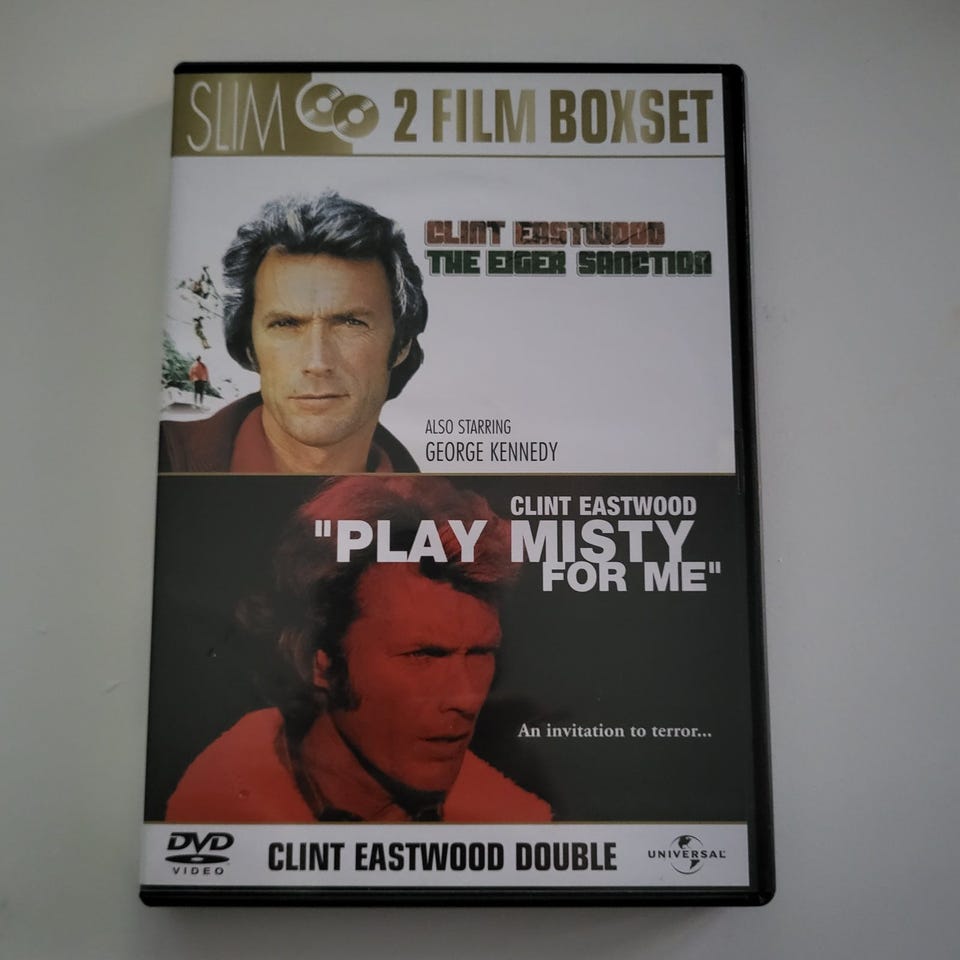 SLIM 2 FILM BOXSET
CLINT EASTWOOD
THE EIGER SANCTION
ALSO STARRING
GEORGE KENNEDY
CLINT EASTWOOD
"PLAY MISTY
FOR ME"
An invitation to terror...
DVD
VIDEO
CLINT EASTWOOD DOUBLE
UNIVERSAL